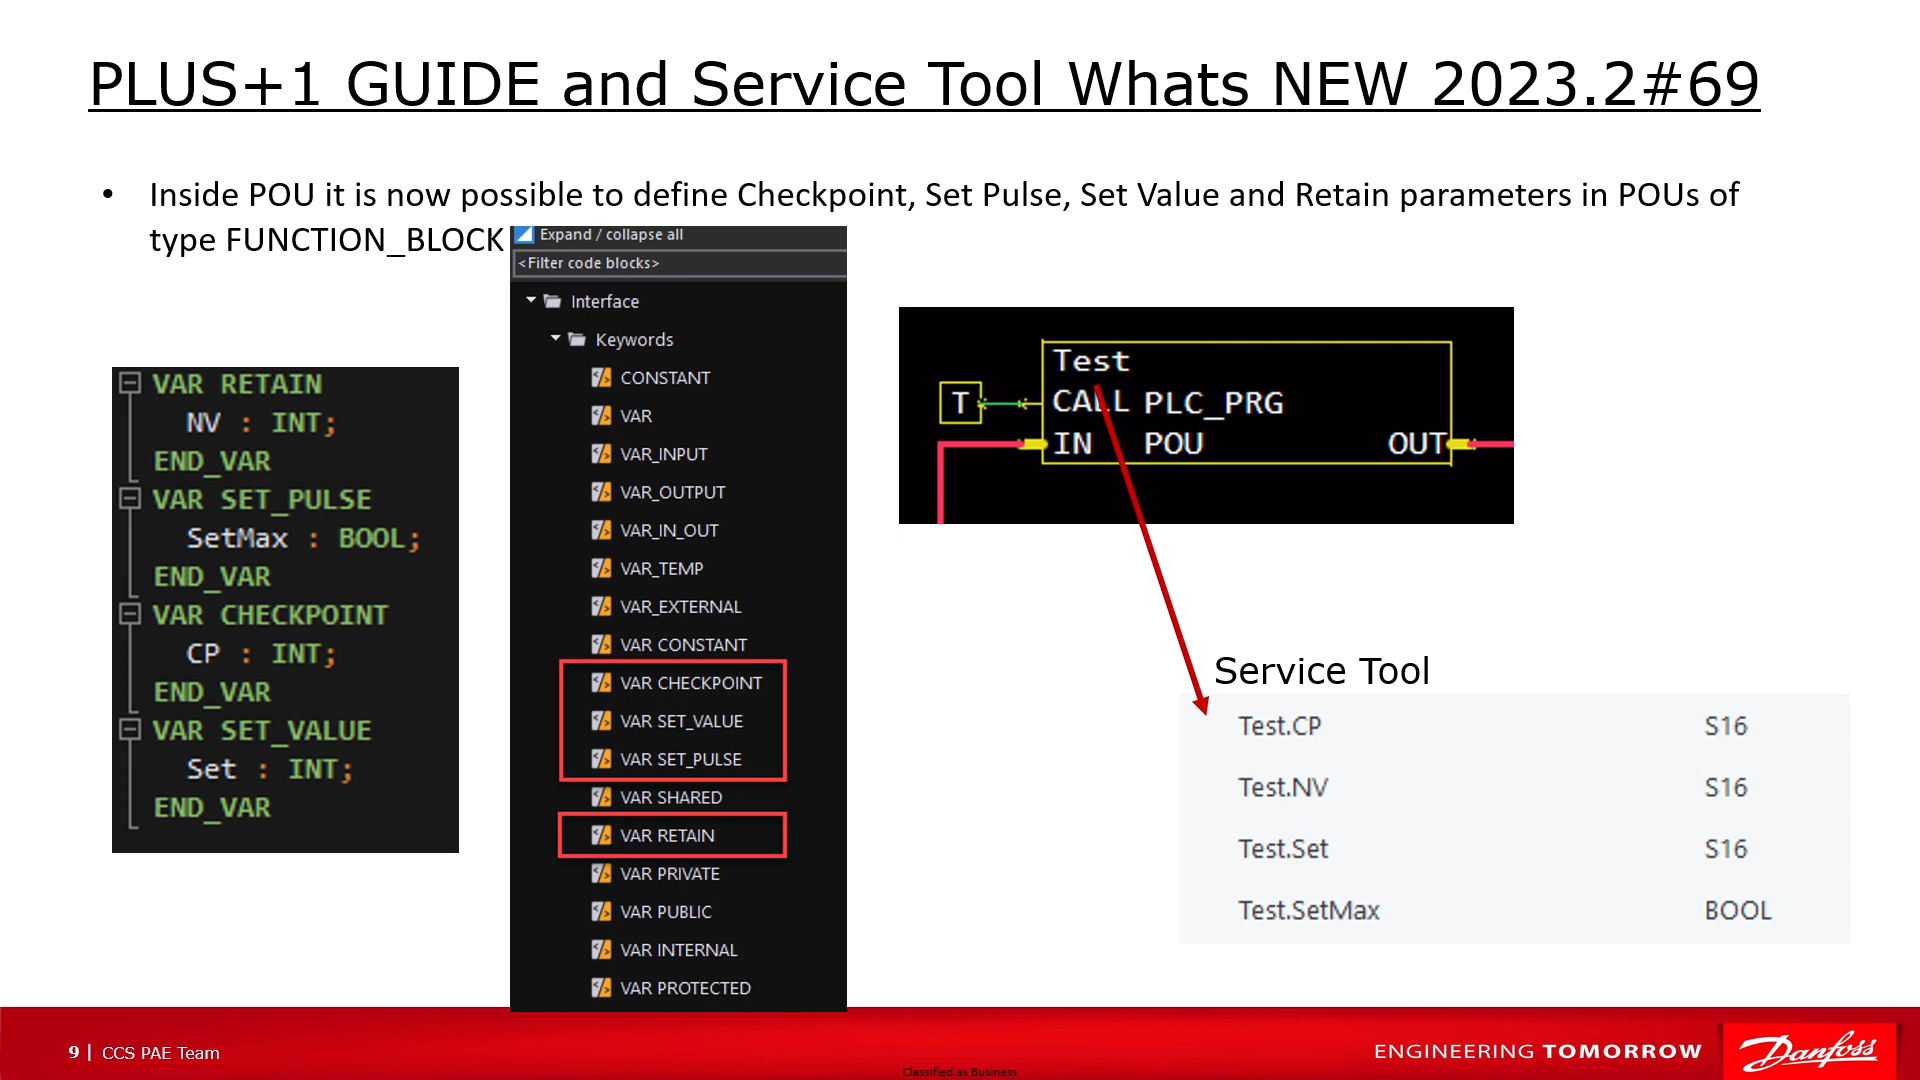 PLUS+1 GUIDE and Service Tool Whats NEW 2023.2#69
• Inside POU it is now possible to define Checkpoint, Set Pulse, Set Value and Retain parameters in POUs of
type FUNCTION_BLOCK
VAR RETAIN
NV : INT;
END_VAR
VAR SET_PULSE
SetMax : BOOL;
END_VAR
VAR CHECKPOINT
CP : INT;
END_VAR
VAR SET_VALUE
Set : INT;
END_VAR
Expand / collapse all
<Filter code blocks>
Interface
Keywords
CONSTANT
VAR
VAR_INPUT
VAR_OUTPUT
VAR_IN_OUT
VAR_TEMP
VAR_EXTERNAL
VAR CONSTANT
VAR CHECKPOINT
VAR SET_VALUE
VAR SET_PULSE
VAR SHARED
VAR RETAIN
VAR PRIVATE
VAR PUBLIC
VAR INTERNAL
VAR PROTECTED
Test
T CALL PLC_PRG
IN POU OUT
Service Tool
Test.CP S16
Test.NV S16
Test.Set S16
Test.SetMax BOOL
9 | CCS PAE Team
ENGINEERING TOMORROW
Danfoss
Classified as Business